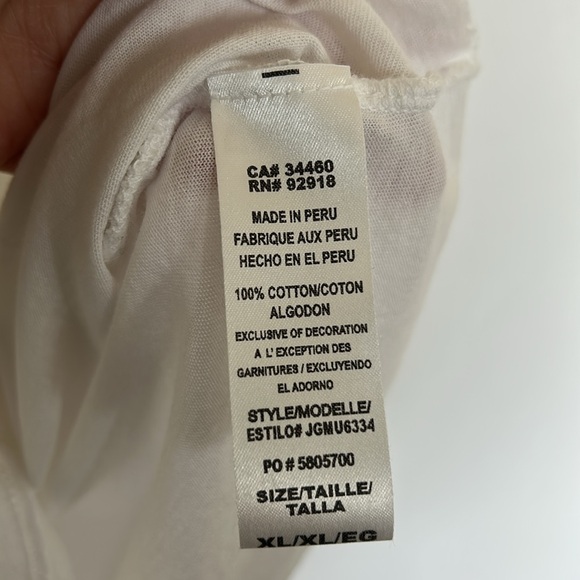 CA# 34460
RN# 92918
MADE IN PERU
FABRIQUE AUX PERU
HECHO EN EL PERU
100% COTTON/COTON
ALGODON
EXCLUSIVE OF DECORATION
A L' EXCEPTION DES
GARNITURES / EXCLUYENDO
EL ADORNO
STYLE/MODELLE/
ESTILO# JGMU6334
PO # 5805700
SIZE/TAILLE/
TALLA
XL/XL/EG